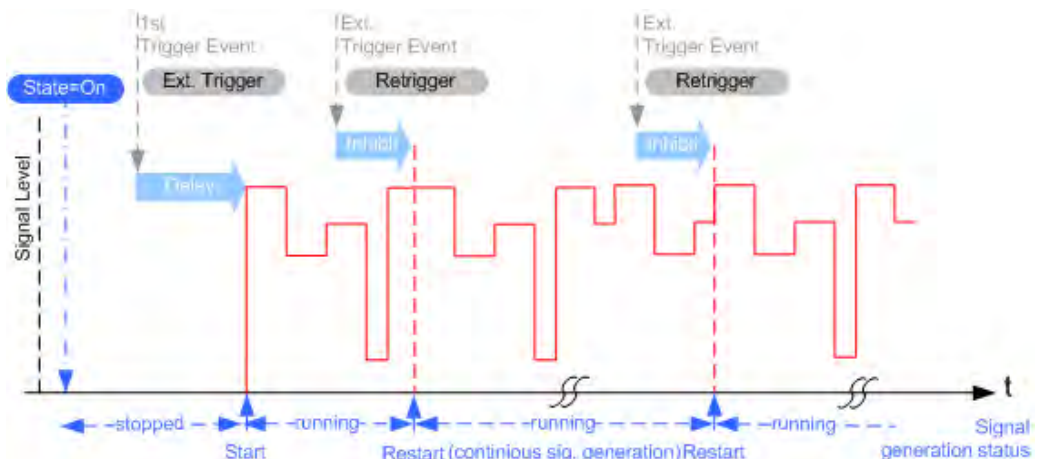 1st
Trigger Event
Ext.
Trigger Event
Ext.
Trigger Event
State=On
Ext. Trigger
Retrigger
Retrigger
Inhibit
Inhibit
Delay
Signal Level
t
stopped
running
running
running
Signal
generation status
Start
Restart (continious sig. generation) Restart